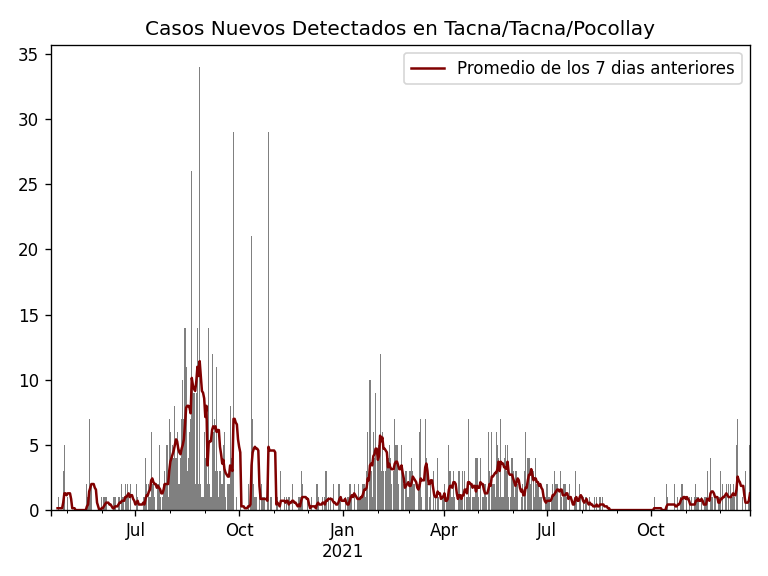 Casos Nuevos Detectados en Tacna/Tacna/Pocollay
Promedio de los 7 dias anteriores
35
30
25
20
15
10
5
0
Jul
Oct
Jan
2021
Apr
Jul
Oct